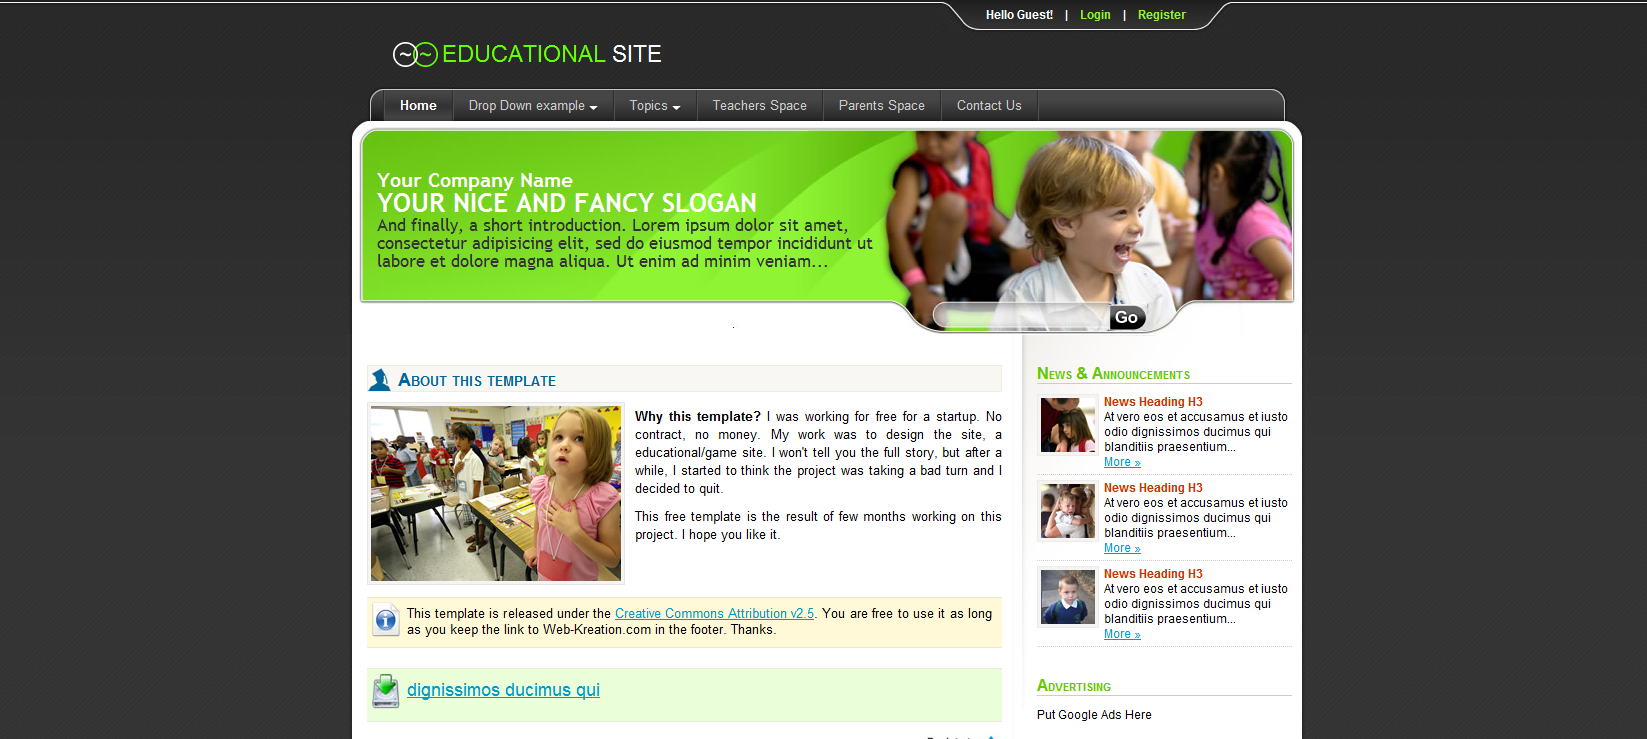 Hello Guest! | Login | Register
EDUCATIONAL SITE
Home Drop Down example Topics Teachers Space Parents Space Contact Us
Your Company Name
YOUR NICE AND FANCY SLOGAN
And finally, a short introduction. Lorem ipsum dolor sit amet,
consectetur adipisicing elit, sed do eiusmod tempor incididunt ut
labore et dolore magna aliqua. Ut enim ad minim veniam...
Go
.
About this template
Why this template? I was working for free for a startup. No
contract, no money. My work was to design the site, a
educational/game site. I won't tell you the full story, but after a
while, I started to think the project was taking a bad turn and I
decided to quit.
This free template is the result of few months working on this
project. I hope you like it.
This template is released under the Creative Commons Attribution v2.5. You are free to use it as long
as you keep the link to Web-Kreation.com in the footer. Thanks.
dignissimos ducimus qui
News & Announcements
News Heading H3
At vero eos et accusamus et iusto
odio dignissimos ducimus qui
blanditiis praesentium...
More »
News Heading H3
At vero eos et accusamus et iusto
odio dignissimos ducimus qui
blanditiis praesentium...
More »
News Heading H3
At vero eos et accusamus et iusto
odio dignissimos ducimus qui
blanditiis praesentium...
More »
Advertising
Put Google Ads Here